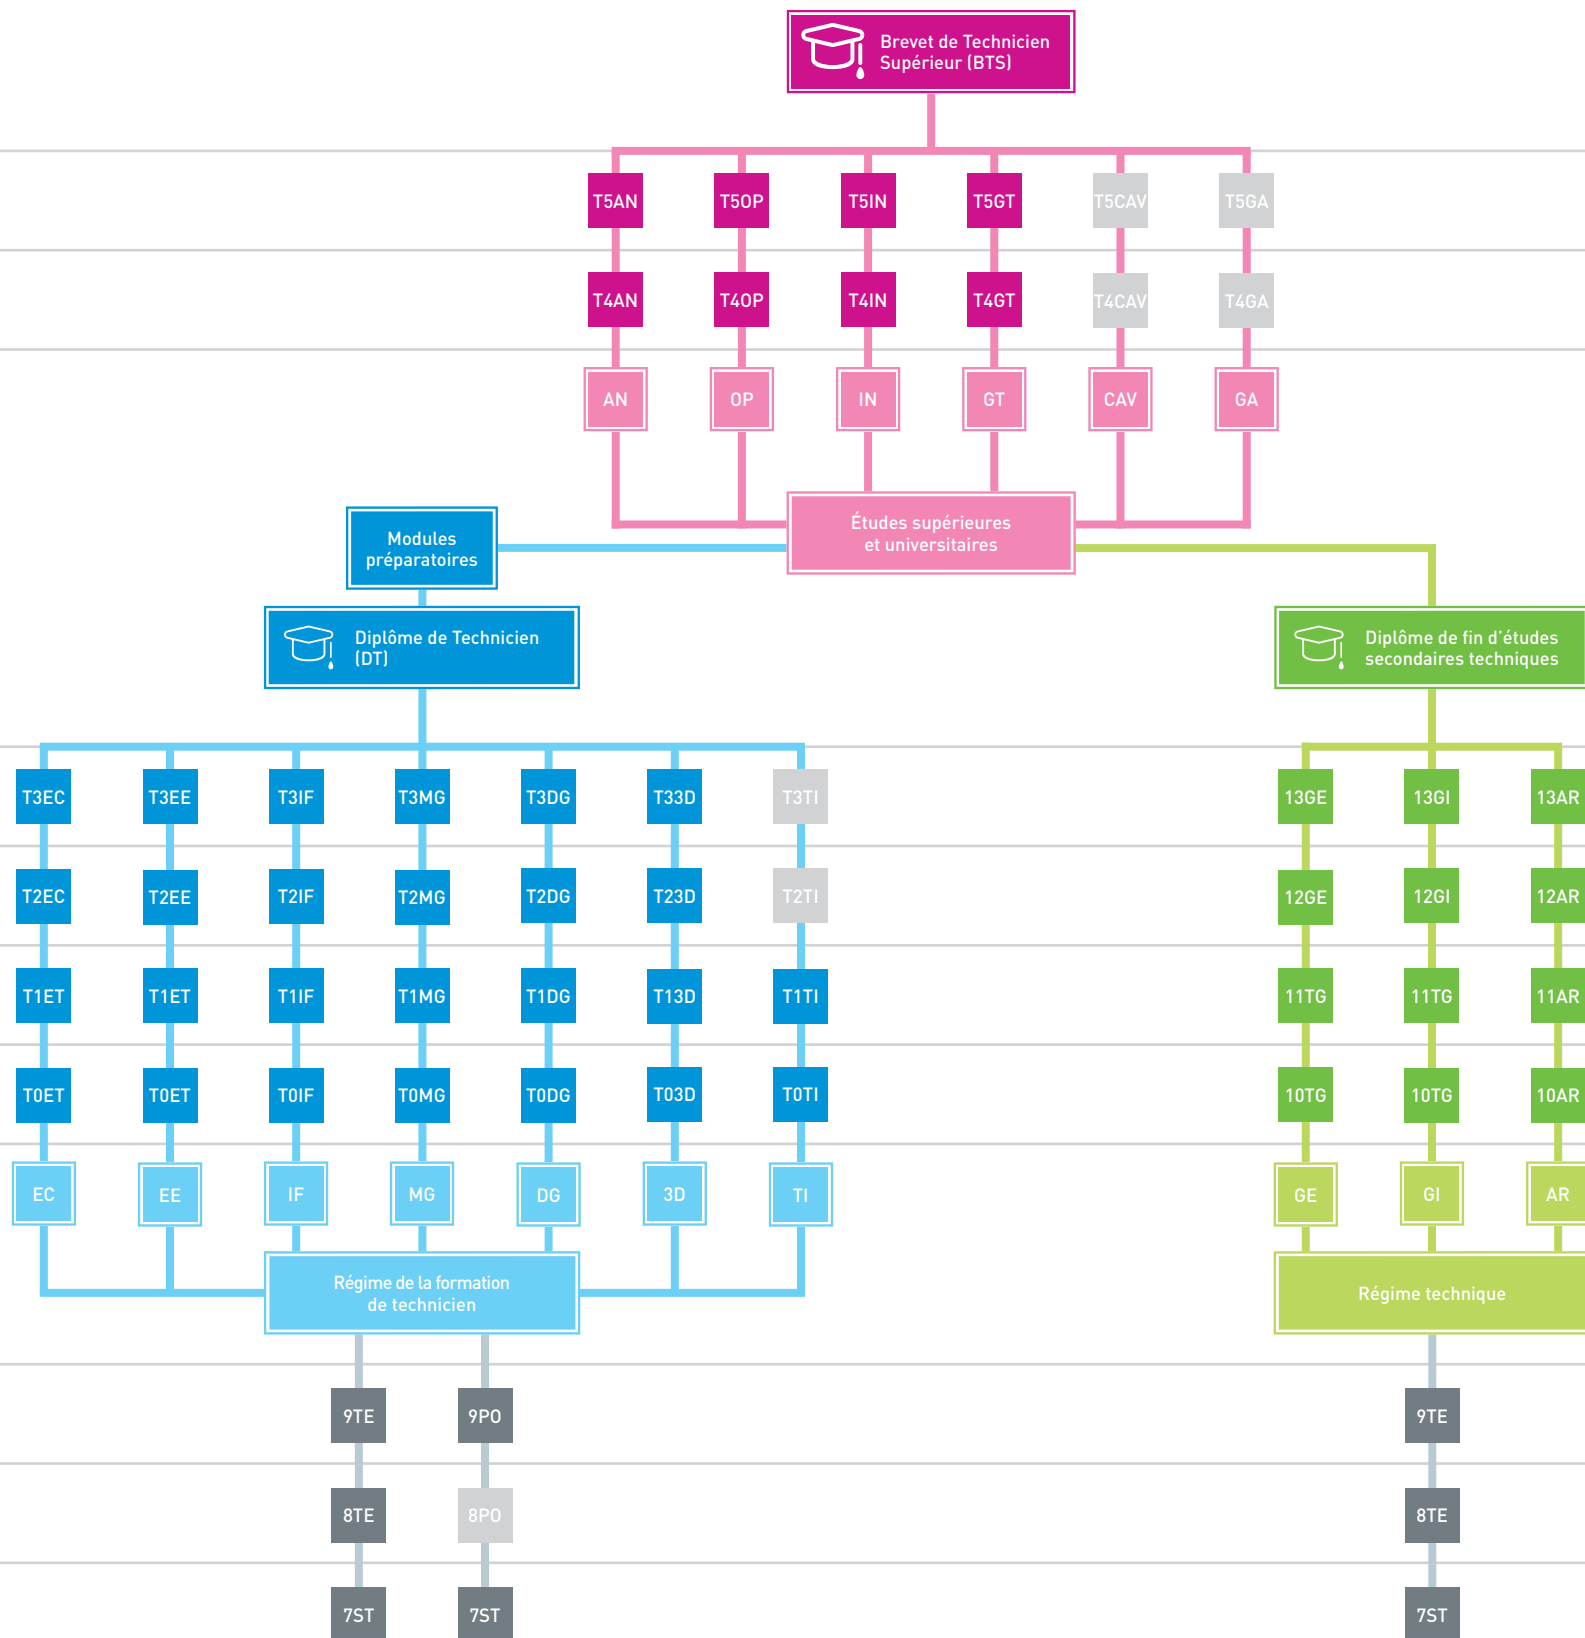 Brevet de Technicien
Supérieur (BTS)
T5AN T5OP T5IN T5GT T5CAV T5GA
T4AN T4OP T4IN T4GT T4CAV T4GA
AN OP IN GT CAV GA
Études supérieures
et universitaires
Modules
préparatoires
Diplôme de Technicien
(DT)
Diplôme de fin d'études
secondaires techniques
T3EC T3EE T3IF T3MG T3DG T33D T3TI 13GE 13GI 13AR
T2EC T2EE T2IF T2MG T2DG T23D T2TI 12GE 12GI 12AR
T1ET T1ET T1IF T1MG T1DG T13D T1TI 11TG 11TG 11AR
T0ET T0ET T0IF T0MG T0DG T03D T0TI 10TG 10TG 10AR
EC EE IF MG DG 3D TI GE GI AR
Régime de la formation
de technicien
Régime technique
9TE 9PO 9TE
8TE 8PO 8TE
7ST 7ST 7ST